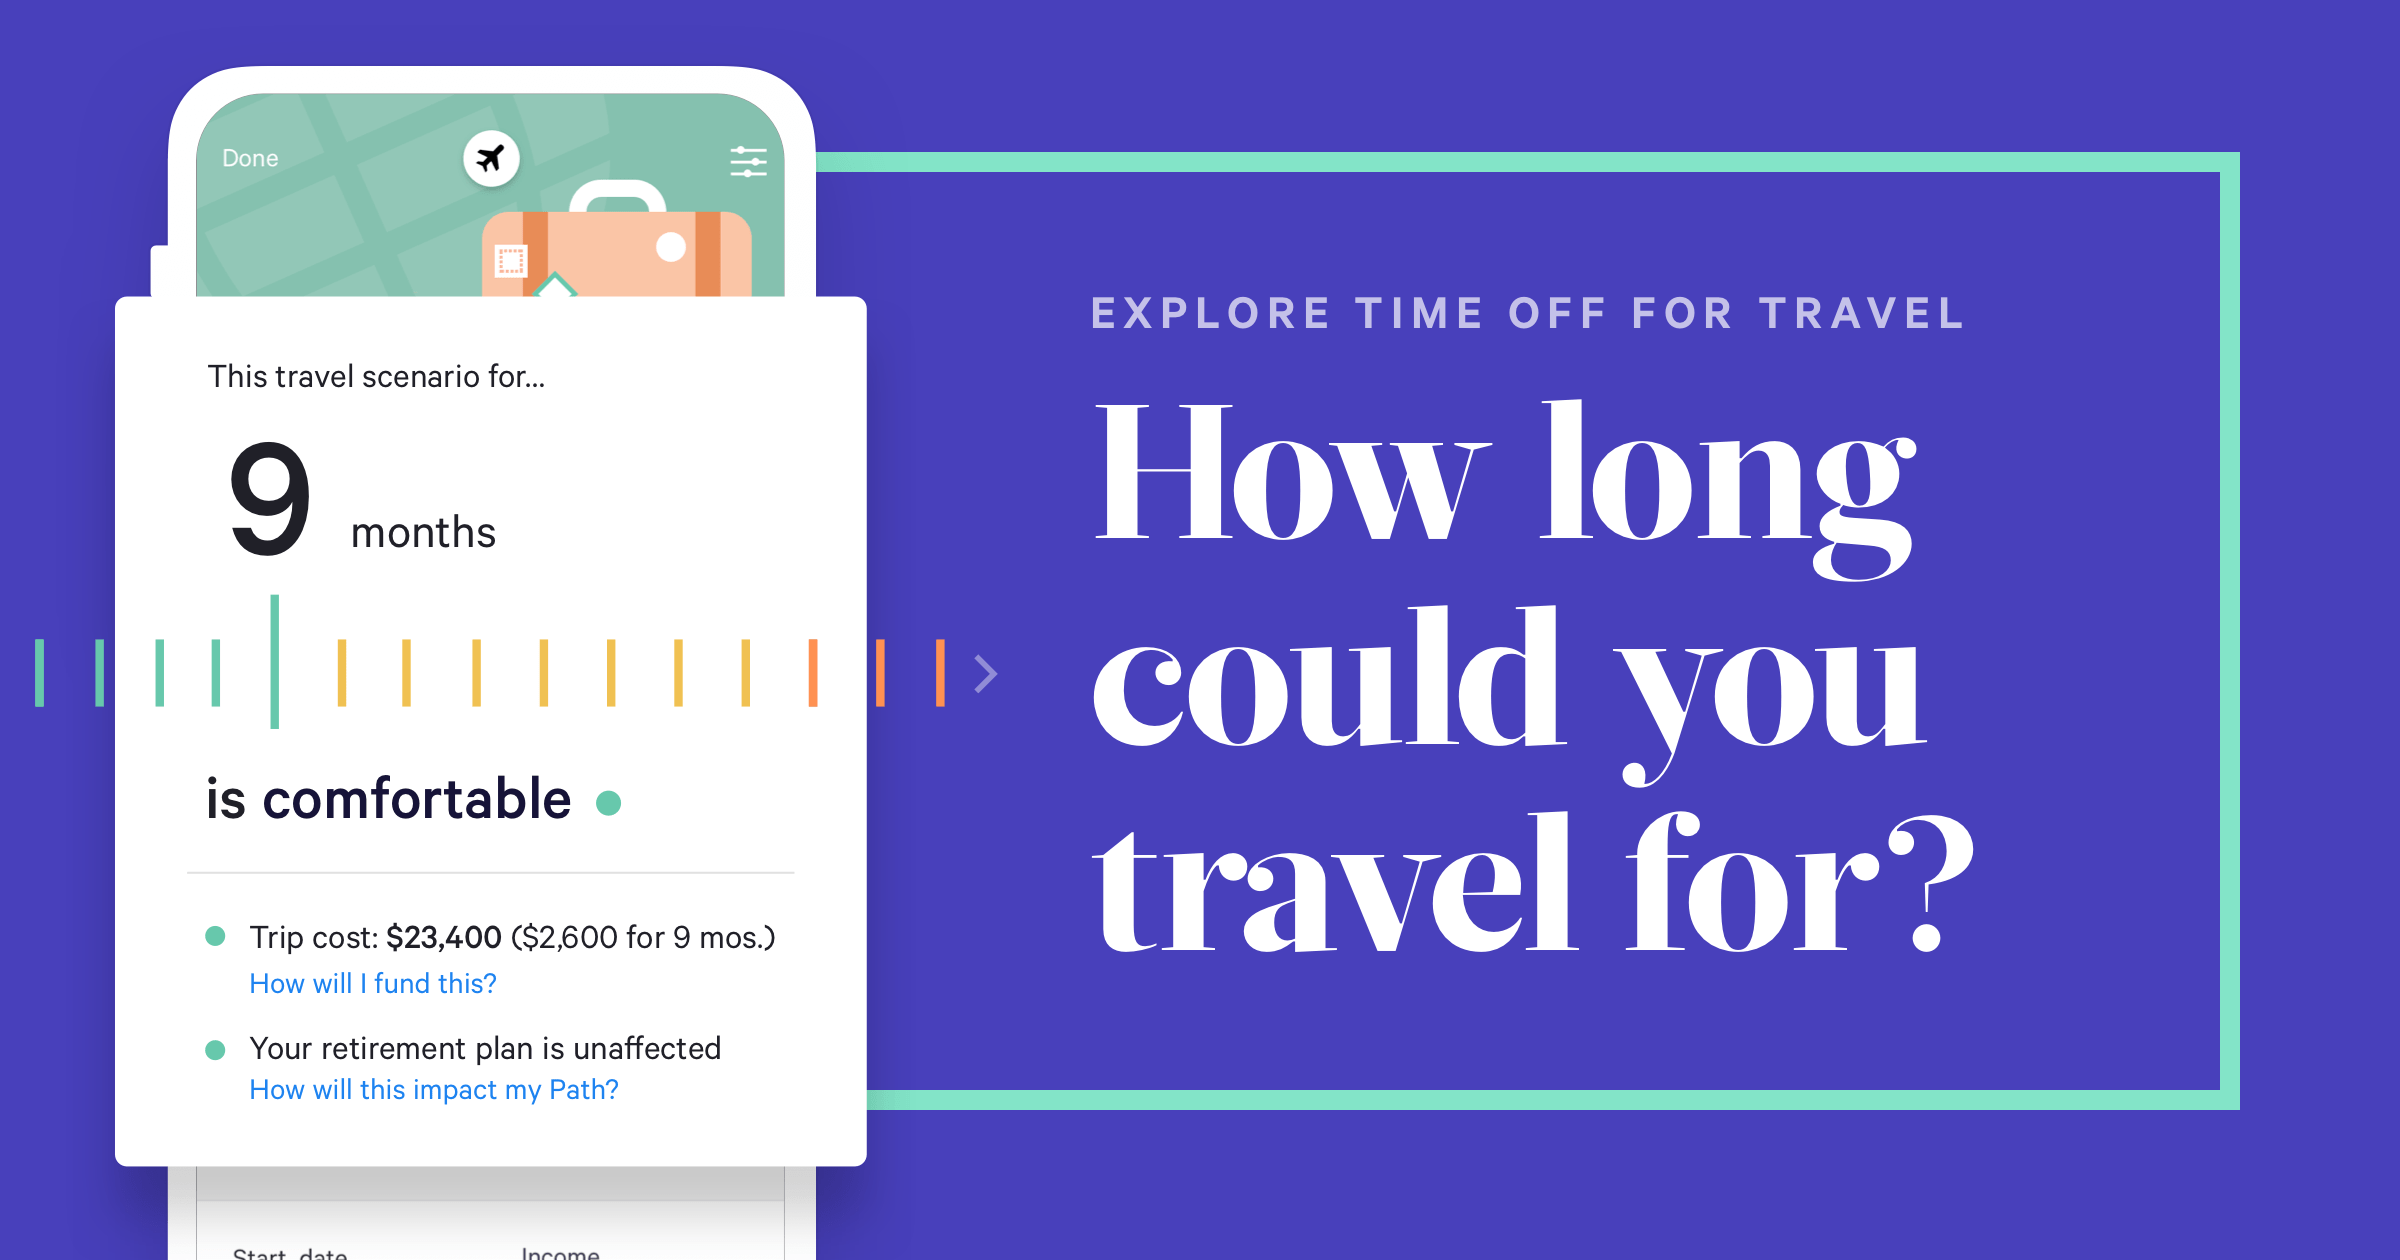 Done
This travel scenario for...
9 months
is comfortable
Trip cost: $23,400 ($2,600 for 9 mos.)
How will I fund this?
Your retirement plan is unaffected
How will this impact my Path?
Start date
Income
EXPLORE TIME OFF FOR TRAVEL
How long
could you
travel for?